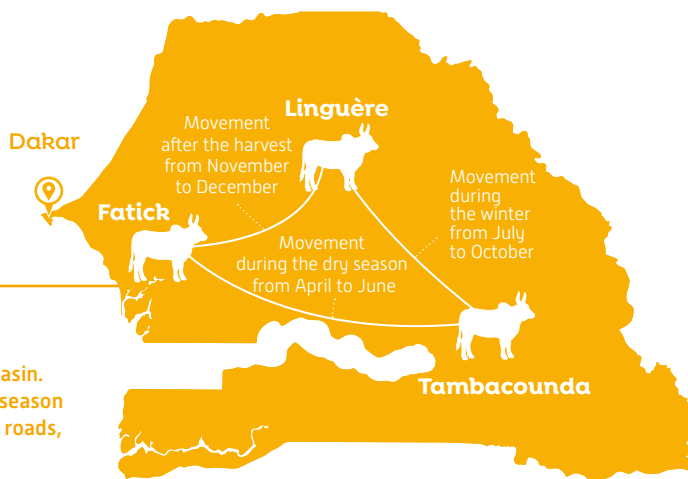 Linguère
Movement
after the harvest
from November
to December
Dakar
Movement
during
the winter
from July
to October
Fatick
Movement
during the dry season
from April to June
Tambacounda
asin.
season
roads,